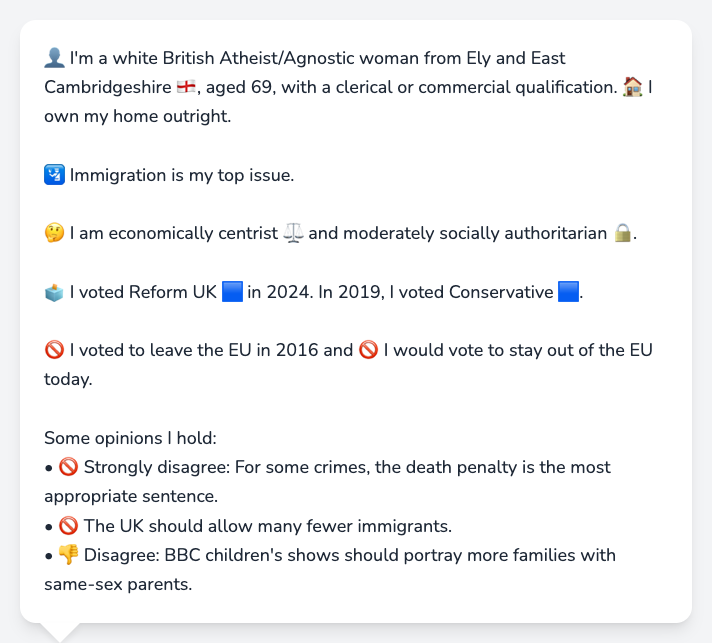 👤 I'm a white British Atheist/Agnostic woman from Ely and East
Cambridgeshire 🏴󠁧󠁢󠁥󠁮󠁧󠁿, aged 69, with a clerical or commercial qualification. 🏠 I
own my home outright.
🛂 Immigration is my top issue.
🤔 I am economically centrist ⚖️ and moderately socially authoritarian 🔒.
🗳️ I voted Reform UK 🟦 in 2024. In 2019, I voted Conservative 🟦.
🚫 I voted to leave the EU in 2016 and 🚫 I would vote to stay out of the EU
today.
Some opinions I hold:
• 🚫 Strongly disagree: For some crimes, the death penalty is the most
appropriate sentence.
• 🚫 The UK should allow many fewer immigrants.
• 👎 Disagree: BBC children's shows should portray more families with
same-sex parents.